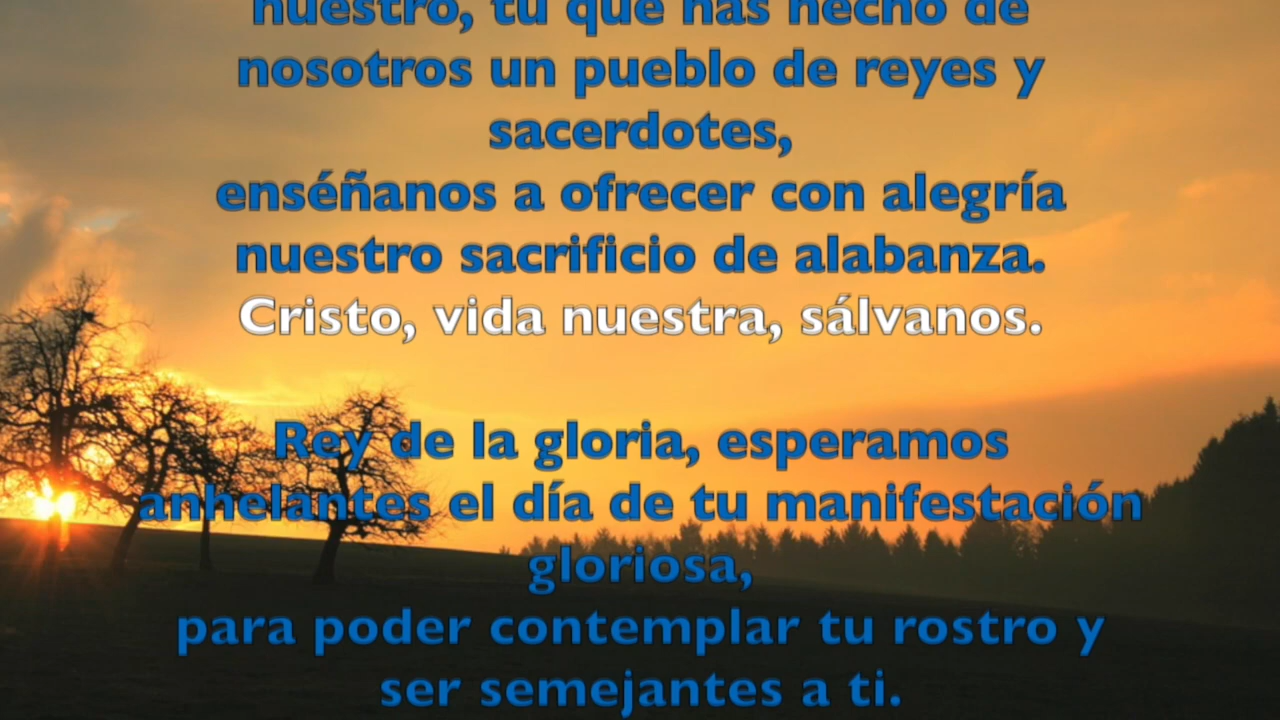 nuestro, tú que has hecho de
nosotros un pueblo de reyes y
sacerdotes,
enséñanos a ofrecer con alegría
nuestro sacrificio de alabanza.
Cristo, vida nuestra, sálvanos.
Rey de la gloria, esperamos
anhelantes el día de tu manifestación
gloriosa,
para poder contemplar tu rostro y
ser semejantes a ti.